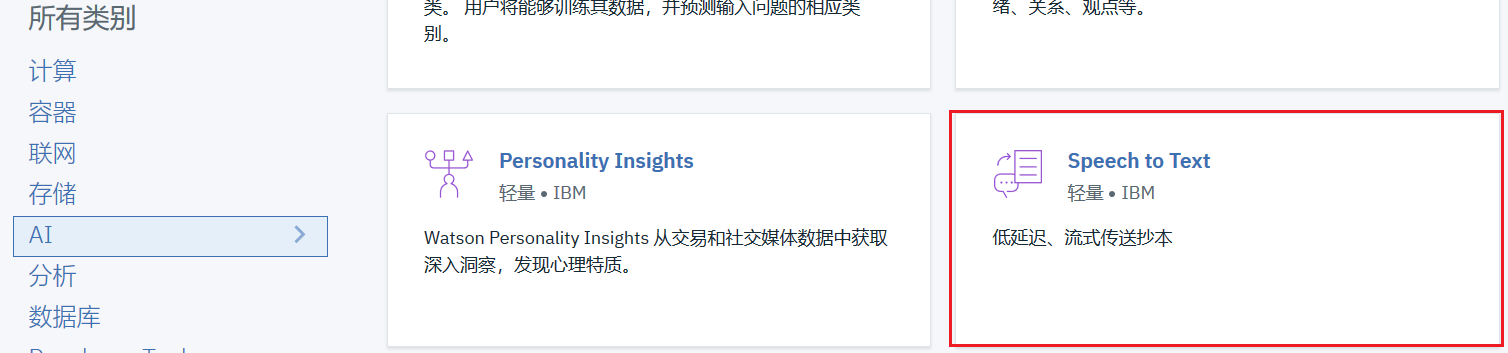 所有类别
计算
容器
联网
存储
AI
分析
数据库
类。 用户将能够训练其数据，并预测输入问题的相应类
别。
绪、关系、观点等。
Personality Insights
轻量 • IBM
Watson Personality Insights 从交易和社交媒体数据中获取
深入洞察，发现心理特质。
Speech to Text
轻量 • IBM
低延迟、流式传送抄本